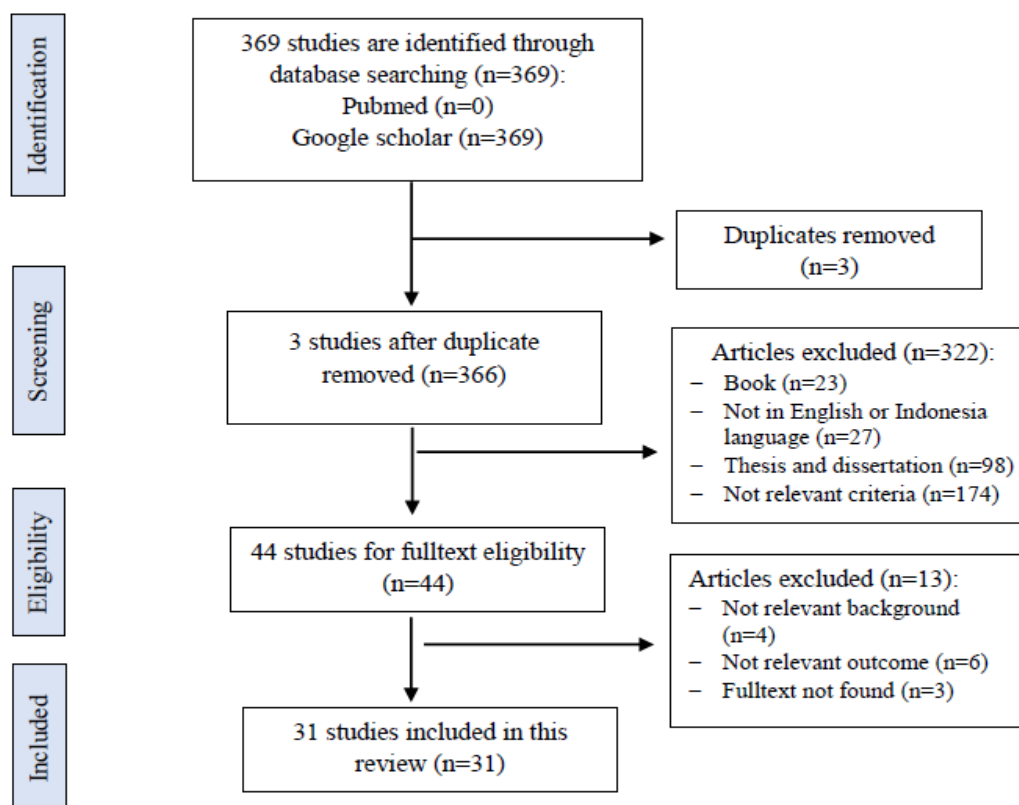 Identification
369 studies are identified through
database searching (n=369):
Pubmed (n=0)
Google scholar (n=369)
Duplicates removed
(n=3)
Screening
3 studies after duplicate
removed (n=366)
Articles excluded (n=322):
– Book (n=23)
– Not in English or Indonesia
language (n=27)
– Thesis and dissertation (n=98)
– Not relevant criteria (n=174)
Eligibility
44 studies for fulltext eligibility
(n=44)
Articles excluded (n=13):
– Not relevant background
(n=4)
– Not relevant outcome (n=6)
– Fulltext not found (n=3)
Included
31 studies included in this
review (n=31)